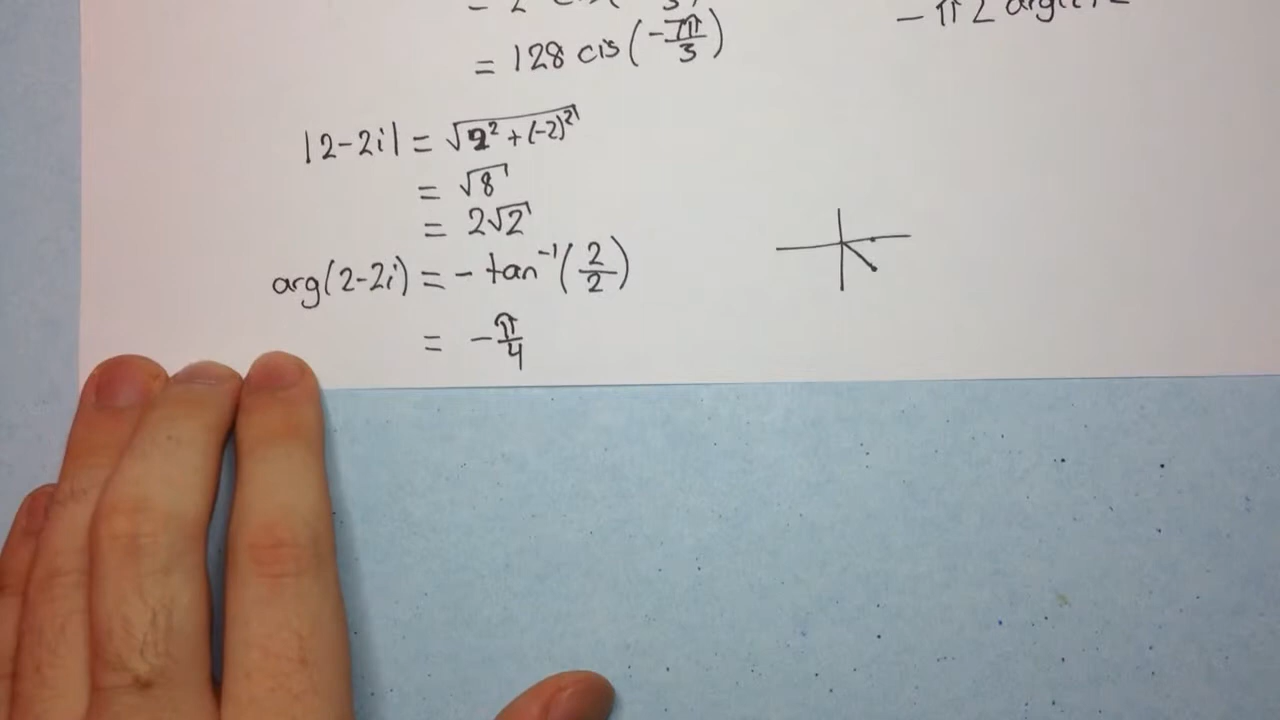 = 128 cis(-7π/3)
|2-2i| = √(2² + (-2)²)
= √8
= 2√2
arg(2-2i) = - tan⁻¹(2/2)
= -π/4